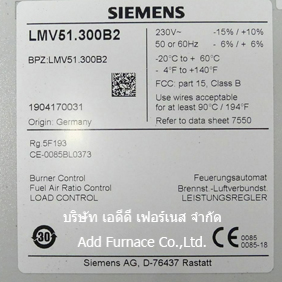 SIEMENS
LMV51.300B2
BPZ:LMV51.300B2
230V~ -15% / +10%
50 or 60Hz - 6% / + 6%
-20°C to + 60°C
- 4°F to +140°F
FCC: part 15, Class B
Use wires acceptable
for at least 90°C / 194°F
1904170031
Origin: Germany
Refer to data sheet 7550
Rg.5F193
CE-0085BL0373
Burner Control
Fuel Air Ratio Control
LOAD CONTROL
Feuerungsautomat
Brennst.-Luftverbundst.
LEISTUNGSREGLER
บริษัท เอดีดี เฟอร์เนส จำกัด
Add Furnace Co.,Ltd.
30
CE 0085
0085-18
Siemens AG, D-76437 Rastatt